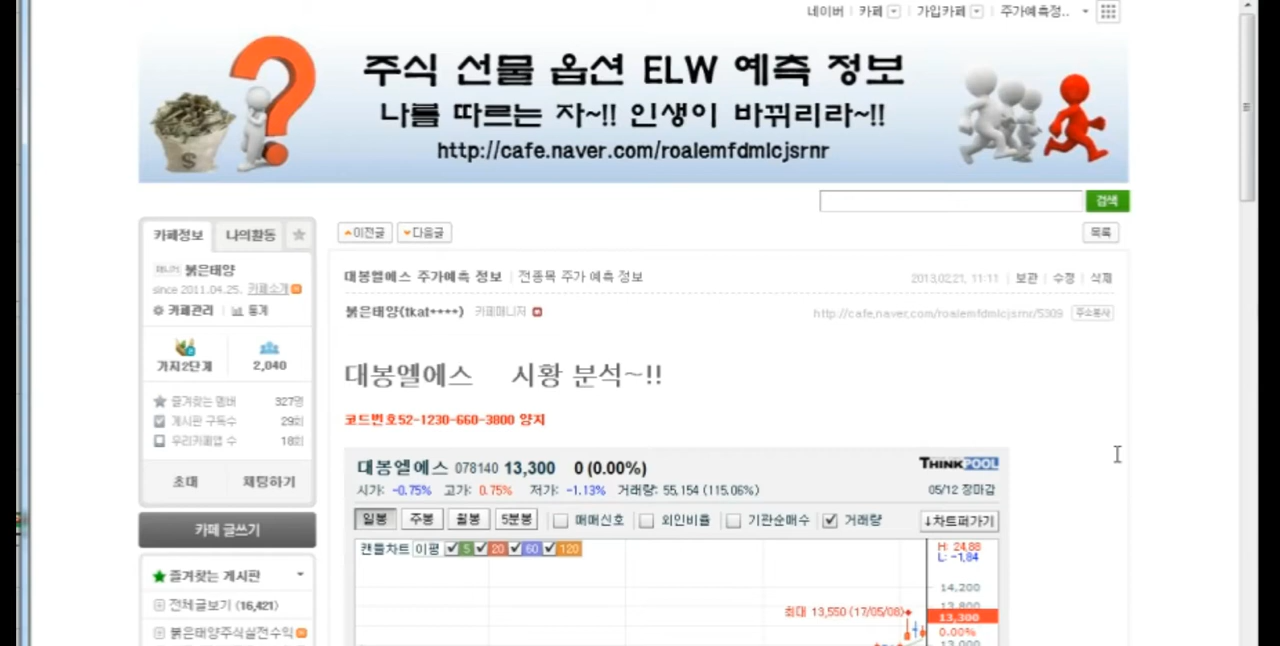 네이버 카페 가입카페 주가예측정..
주식 선물 옵션 ELW 예측 정보
나를 따르는 자~!! 인생이 바뀌리라~!!
http://cafe.naver.com/roalemfdmlcjsrnr
검색
카페정보 나의활동
이전글 다음글 목록
매니저 붉은태양
since 2011.04.25. 카페소개
카페관리 통계
가지2단계 2,040
즐겨찾는 멤버 327명
게시판 구독수 29회
우리카페앱 수 18회
초대 채팅하기
카페 글쓰기
즐겨찾는 게시판
전체글보기 (16,421)
붉은태양주식실전수익
대봉엘에스 주가예측 정보 | 전종목 주가 예측 정보 2013.02.21. 11:11 보관 수정 삭제
붉은태양(tkat****) 카페매니저 http://cafe.naver.com/roalemfdmlcjsrnr/5309 주소복사
대봉엘에스 시황 분석~!!
코드번호52-1230-660-3800 양지
대봉엘에스 078140 13,300 0 (0.00%) THINKPOOL
시가: -0.75% 고가: 0.75% 저가: -1.13% 거래량: 55,154 (115.06%) 05/12 장마감
일봉 주봉 월봉 5분봉 매매신호 외인비율 기관순매수 거래량 ↓차트퍼가기
캔들차트 이평 5 20 60 120
H: 24.88
L: -1.84
14,200
최대 13,550 (17/05/08) 13,800
13,300
0.00%
13,000